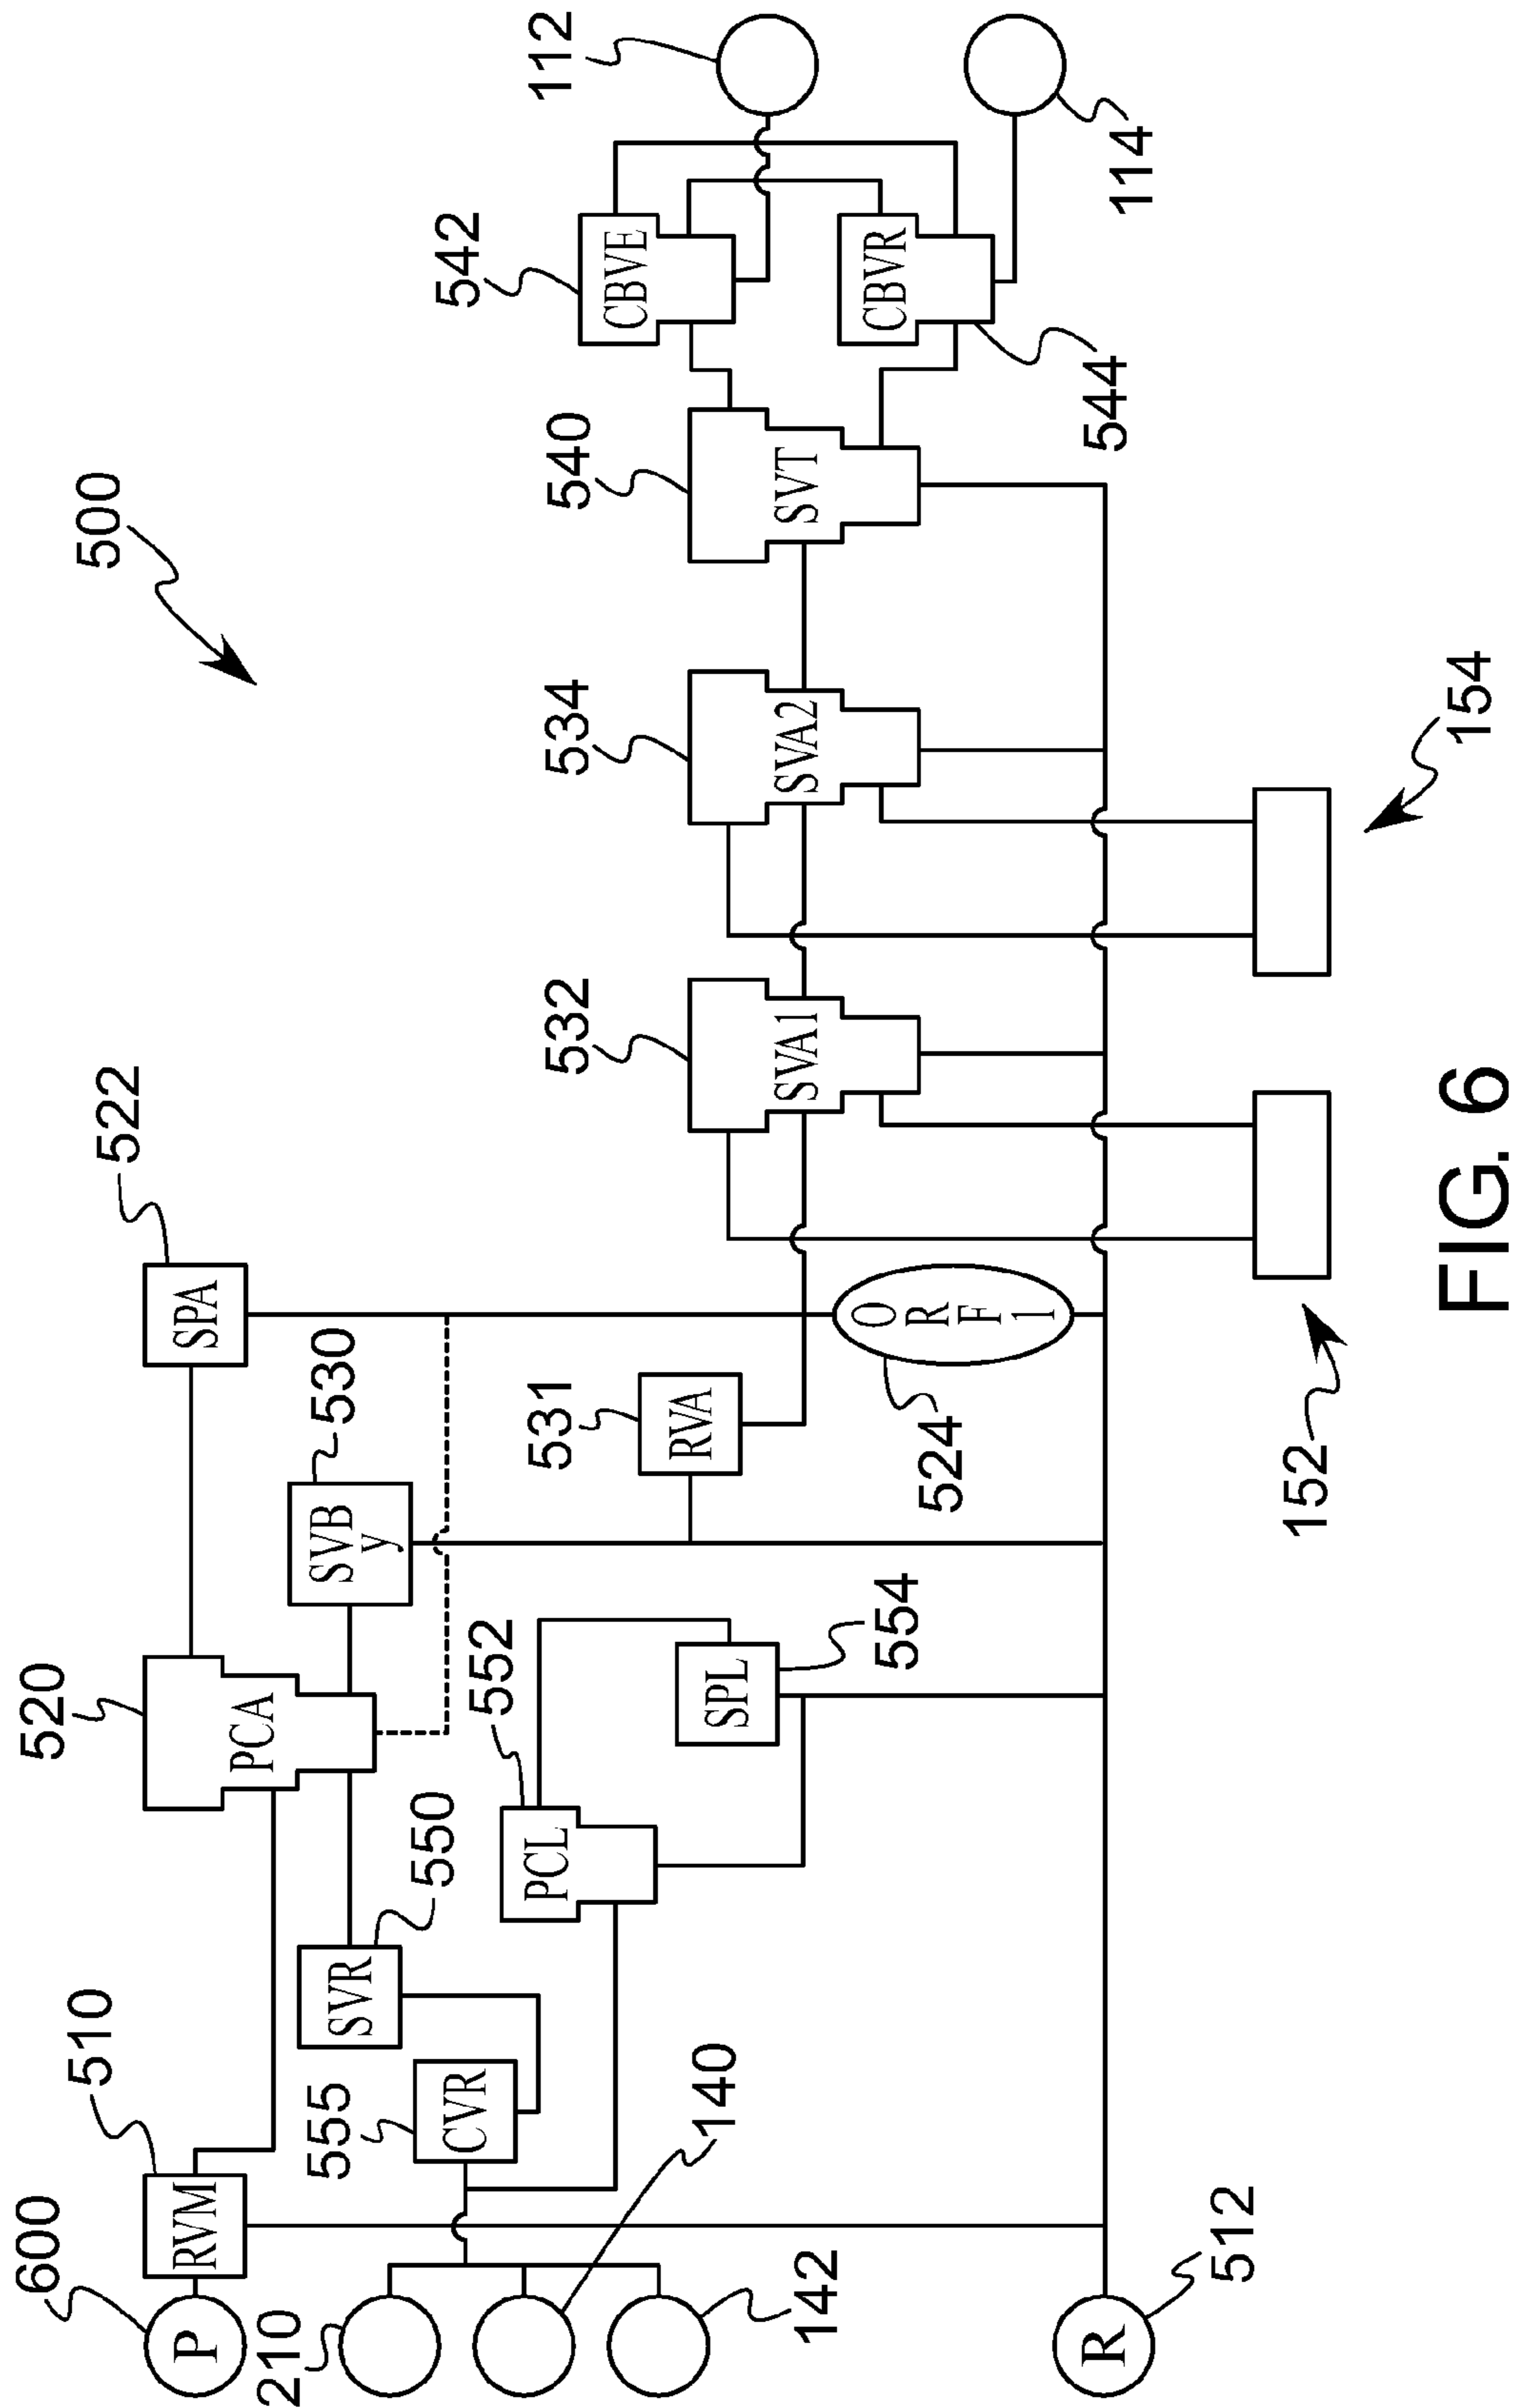 500
600
P
RVM
510
520
PCA
SPA
522
210
140
142
555
CVR
SVR
550
SVB
y
530
PCL
552
SPL
554
531
RVA
O
R
F
1
524
532
SVA1
534
SVA2
540
SVT
542
CBVE
CBVR
544
112
114
R
512
152
154
FIG. 6